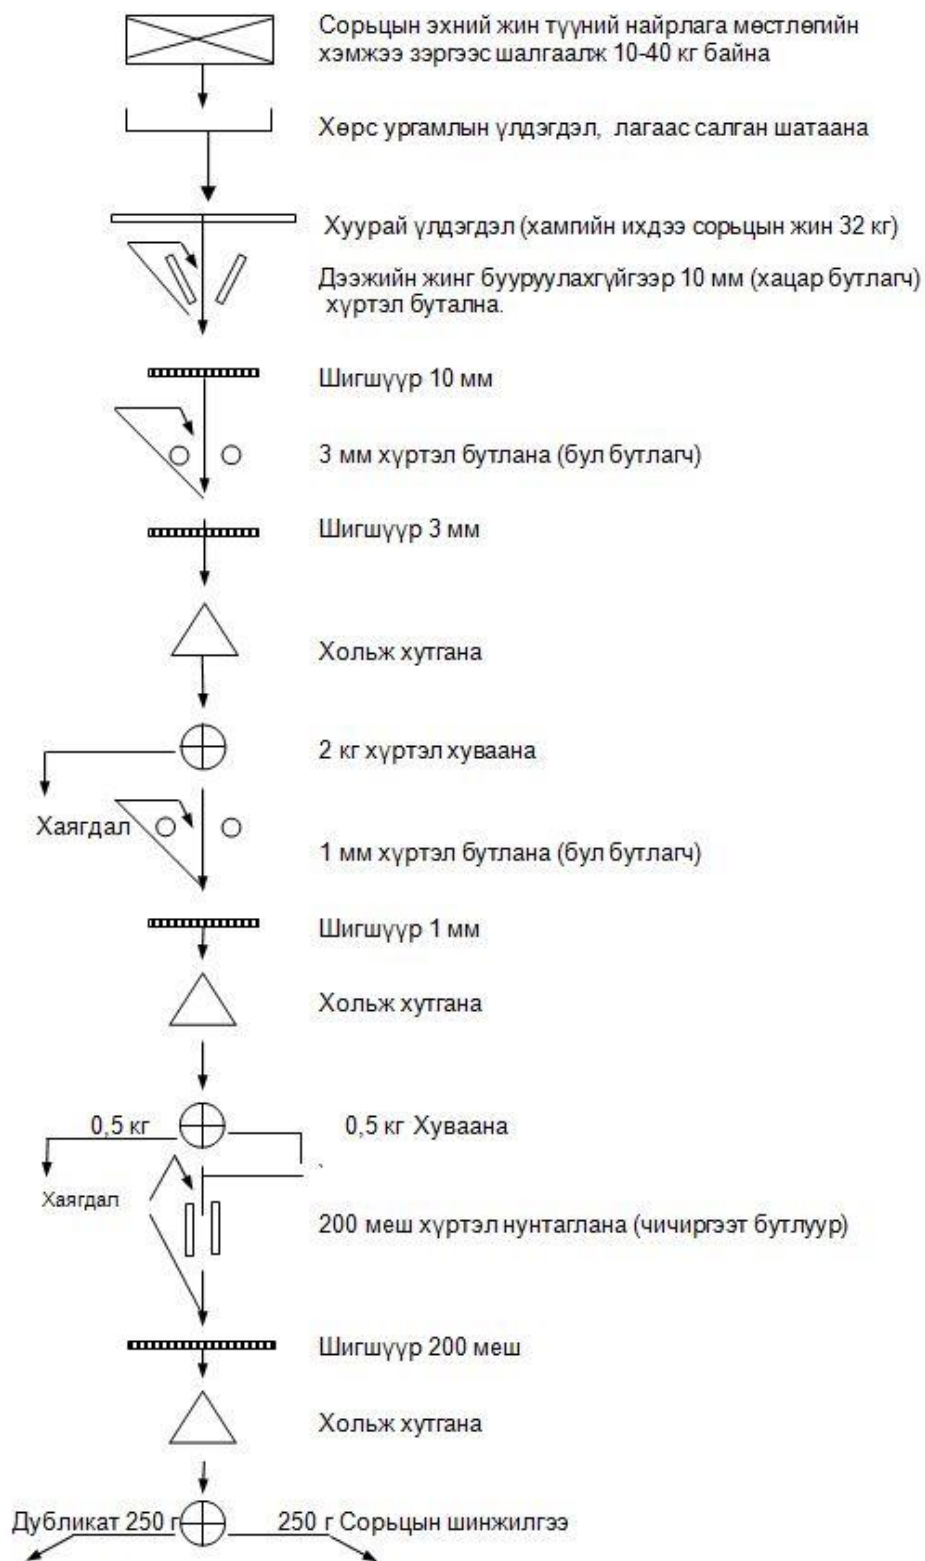 Сорьцын эхний жин түүний найрлага мөстлөгийн
хэмжээ зэргээс шалгаалж 10-40 кг байна
Хөрс ургамлын үлдэгдэл, лагаас салган шатаана
Хуурай үлдэгдэл (хамгийн ихдээ сорьцын жин 32 кг)
Дээжийн жинг бууруулахгүйгээр 10 мм (хацар бутлагч)
хүртэл бутална.
Шигшүүр 10 мм
3 мм хүртэл бутлана (бул бутлагч)
Шигшүүр 3 мм
Хольж хутгана
2 кг хүртэл хуваана
Хаягдал
1 мм хүртэл бутлана (бул бутлагч)
Шигшүүр 1 мм
Хольж хутгана
0,5 кг 0,5 кг Хуваана
Хаягдал
200 меш хүртэл нунтаглана (чичиргээт бутлуур)
Шигшүүр 200 меш
Хольж хутгана
Дубликат 250 г 250 г Сорьцын шинжилгээ